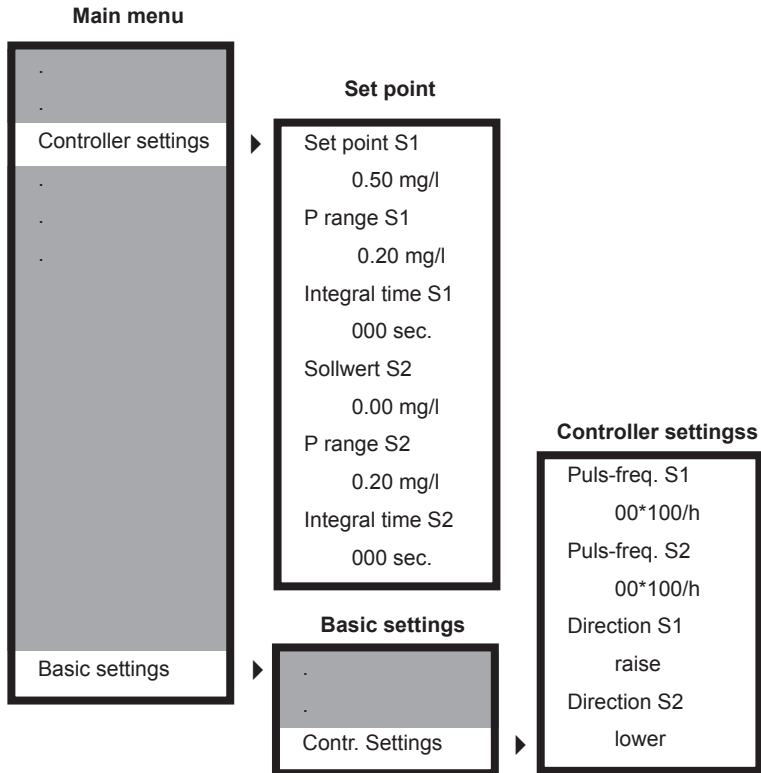 Main menu
.
.
Controller settings
.
.
.
Basic settings
Set point
Set point S1
0.50 mg/l
P range S1
0.20 mg/l
Integral time S1
000 sec.
Sollwert S2
0.00 mg/l
P range S2
0.20 mg/l
Integral time S2
000 sec.
Basic settings
.
.
Contr. Settings
Controller settingss
Puls-freq. S1
00*100/h
Puls-freq. S2
00*100/h
Direction S1
raise
Direction S2
lower